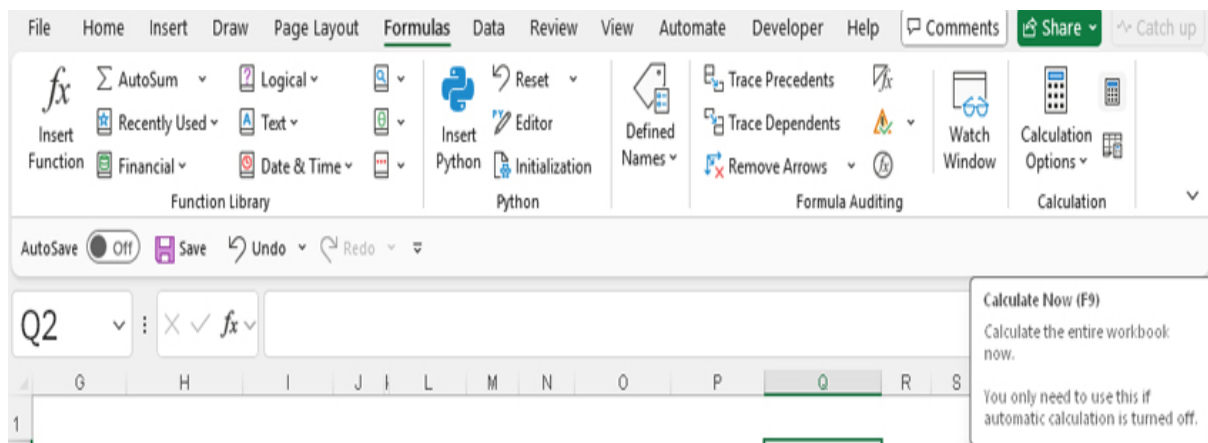 File Home Insert Draw Page Layout Formulas Data Review View Automate Developer Help Comments Share Catch up
fx Insert Function
AutoSum
Recently Used
Financial
Logical
Text
Date & Time
Function Library
Insert Python
Reset
Editor
Initialization
Python
Defined Names
Trace Precedents
Trace Dependents
Remove Arrows
Formula Auditing
Watch Window
Calculation Options
Calculation
AutoSave Off Save Undo Redo
Q2 fx
Calculate Now (F9)
Calculate the entire workbook
now.
You only need to use this if
automatic calculation is turned off.
G H I J L M N O P Q R S
1